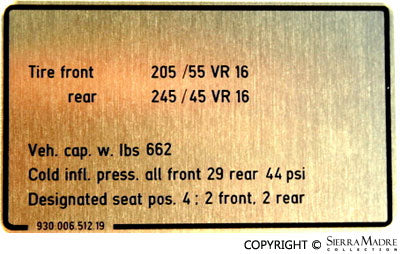 Tire front 205 /55 VR 16
rear 245 / 45 VR 16
Veh. cap. w. lbs 662
Cold infl. press. all front 29 rear 44 psi
Designated seat pos. 4 : 2 front, 2 rear
930 006.512.19
COPYRIGHT © SIERRA MADRE
COLLECTION